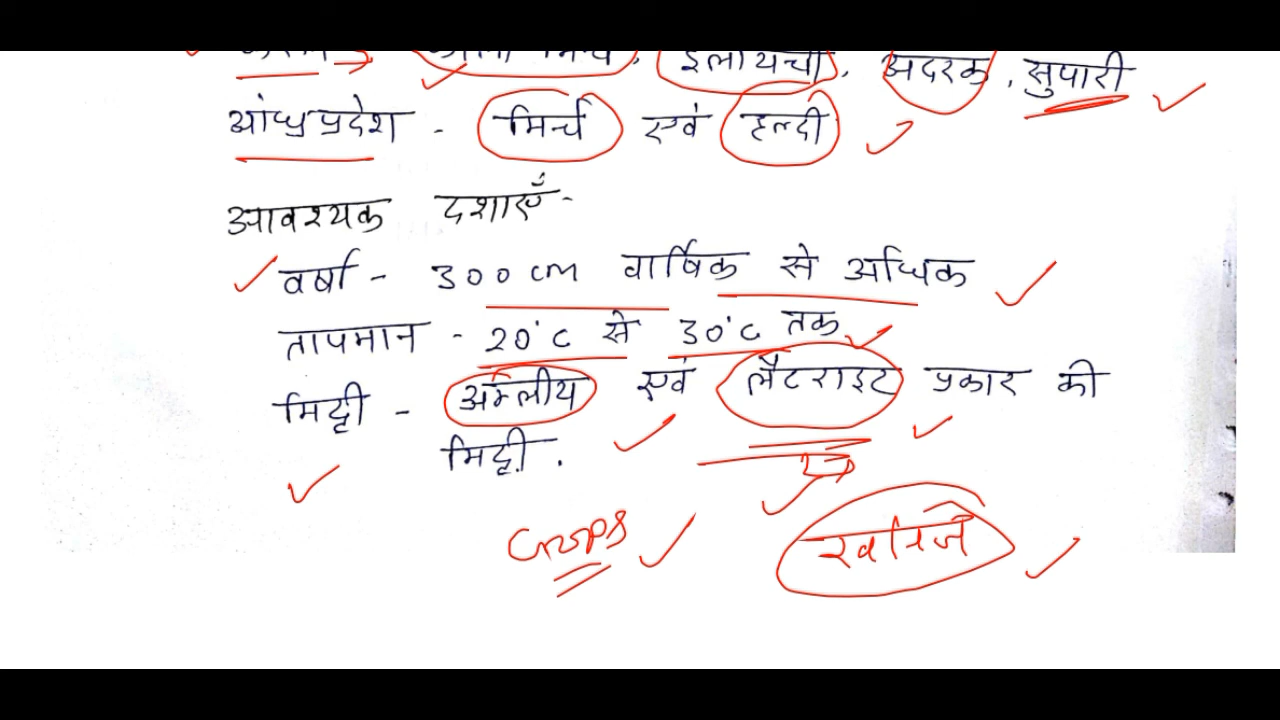 इलायची, अदरक, सुपारी
आंध्रप्रदेश - मिर्च एवं हल्दी
आवश्यक दशाएँ -
वर्षा - 300 cm वार्षिक से अधिक
तापमान - 20°C से 30°C तक
मिट्टी - अम्लीय एवं लैटराइट प्रकार की
मिट्टी.
Crops खनिज